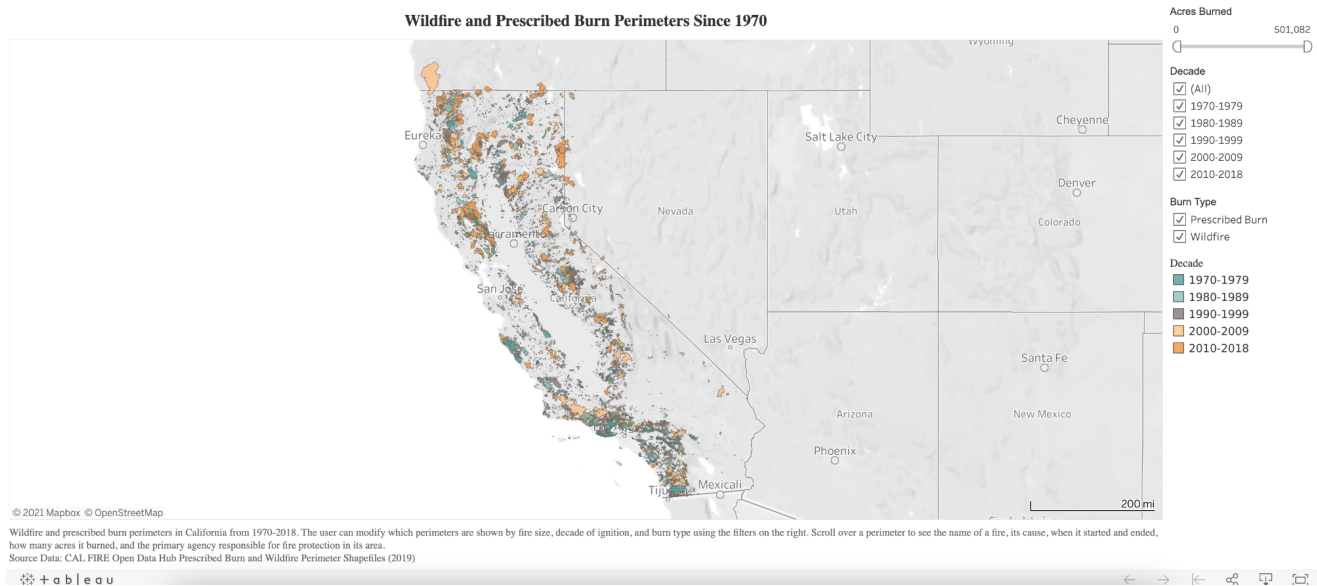 Wildfire and Prescribed Burn Perimeters Since 1970
Acres Burned
0 501,082
Decade
(All)
1970-1979
1980-1989
1990-1999
2000-2009
2010-2018
Burn Type
Prescribed Burn
Wildfire
Decade
1970-1979
1980-1989
1990-1999
2000-2009
2010-2018
Wyoming
Cheyenne
Eureka
Salt Lake City
Denver
Carson City
Nevada
Utah
Colorado
San Jose
California
Las Vegas
Santa Fe
Arizona
New Mexico
Phoenix
Mexicali
200 mi
© 2021 Mapbox © OpenStreetMap
Wildfire and prescribed burn perimeters in California from 1970-2018. The user can modify which perimeters are shown by fire size, decade of ignition, and burn type using the filters on the right. Scroll over a perimeter to see the name of a fire, its cause, when it started and ended,
how many acres it burned, and the primary agency responsible for fire protection in its area.
Source Data: CAL FIRE Open Data Hub Prescribed Burn and Wildfire Perimeter Shapefiles (2019)
+ a b l e a u